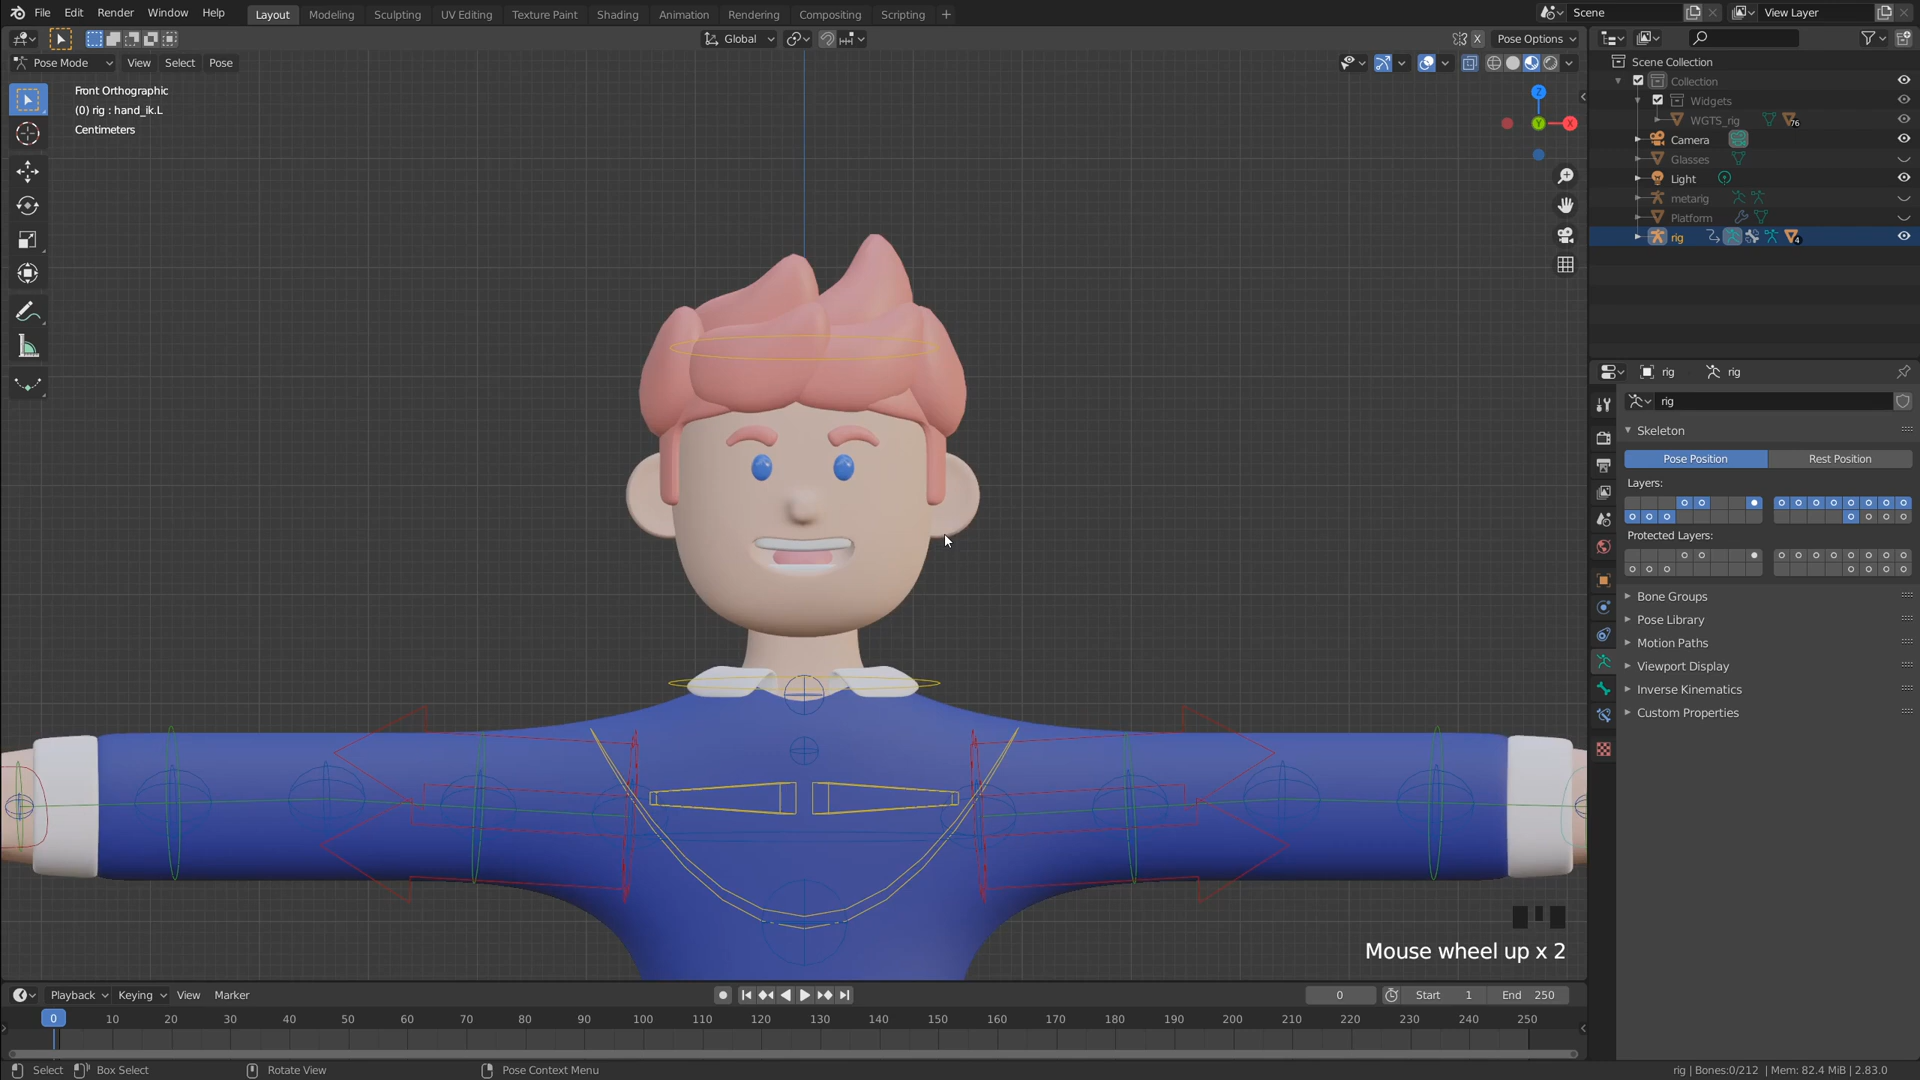 File Edit Render Window Help
Layout Modeling Sculpting UV Editing Texture Paint Shading Animation Rendering Compositing Scripting +
Scene
View Layer
Global
X Pose Options
Pose Mode View Select Pose
Front Orthographic
(0) rig : hand_ik.L
Centimeters
Z
Y
X
Scene Collection
Collection
Widgets
WGTS_rig 76
Camera
Glasses
Light
metarig
Platform
rig 4
rig rig
rig
Skeleton
Pose Position Rest Position
Layers:
Protected Layers:
Bone Groups
Pose Library
Motion Paths
Viewport Display
Inverse Kinematics
Custom Properties
Mouse wheel up x 2
Playback Keying View Marker
0 Start 1 End 250
0 10 20 30 40 50 60 70 80 90 100 110 120 130 140 150 160 170 180 190 200 210 220 230 240 250
Select Box Select Rotate View Pose Context Menu
rig | Bones:0/212 | Mem: 82.4 MiB | 2.83.0